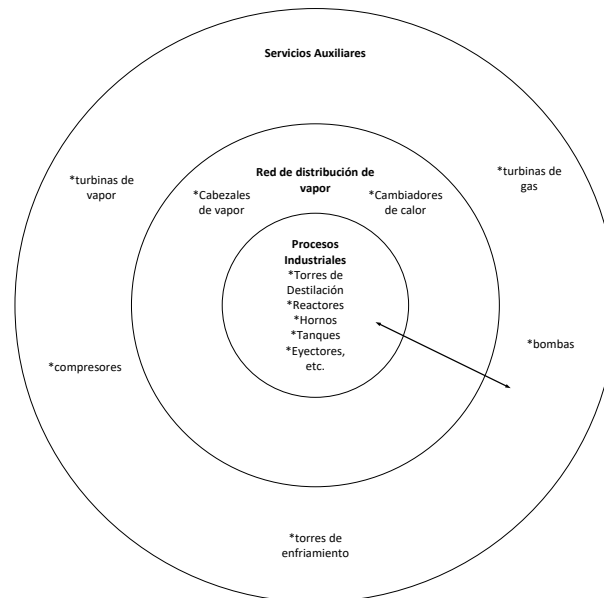 Servicios Auxiliares
Red de distribución de
vapor
*turbinas de
vapor
*Cabezales
de vapor
*Cambiadores
de calor
*turbinas de
gas
Procesos
Industriales
*Torres de
Destilación
*Reactores
*Hornos
*Tanques
*Eyectores,
etc.
*compresores
*bombas
*torres de
enfriamiento